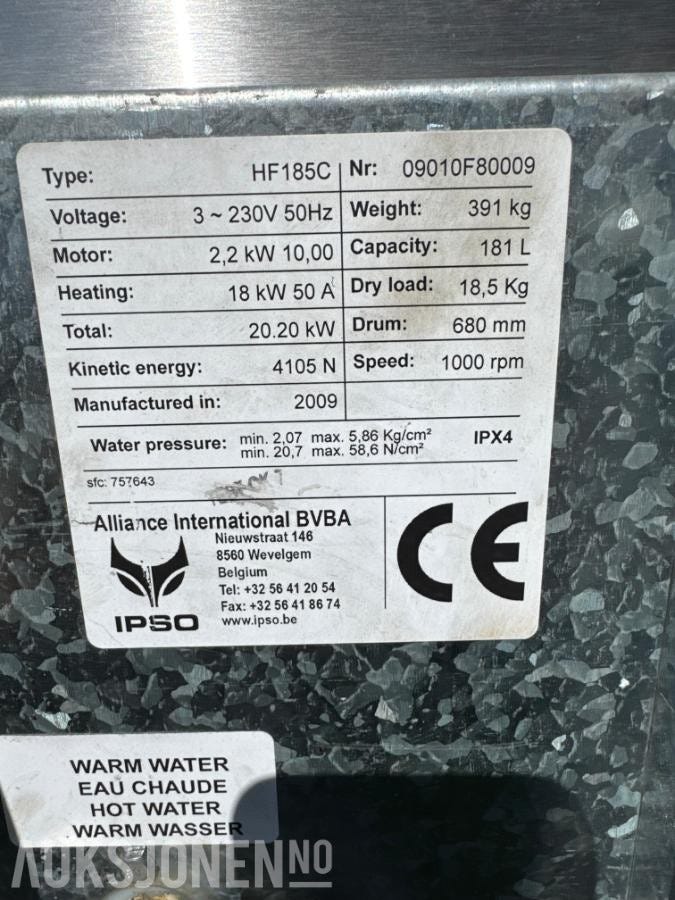 Type: HF185C Nr: 09010F80009
Voltage: 3 ~ 230V 50Hz Weight: 391 kg
Motor: 2,2 kW 10,00 Capacity: 181 L
Heating: 18 kW 50 A Dry load: 18,5 Kg
Total: 20.20 kW Drum: 680 mm
Kinetic energy: 4105 N Speed: 1000 rpm
Manufactured in: 2009
Water pressure: min. 2,07 max. 5,86 Kg/cm² IPX4
min. 20,7 max. 58,6 N/cm²
sfc: 757643
Alliance International BVBA
Nieuwstraat 146
8560 Wevelgem
Belgium
Tel: +32 56 41 20 54
Fax: +32 56 41 86 74
www.ipso.be
IPSO
CE
WARM WATER
EAU CHAUDE
HOT WATER
WARM WASSER
AUKSJONEN NO